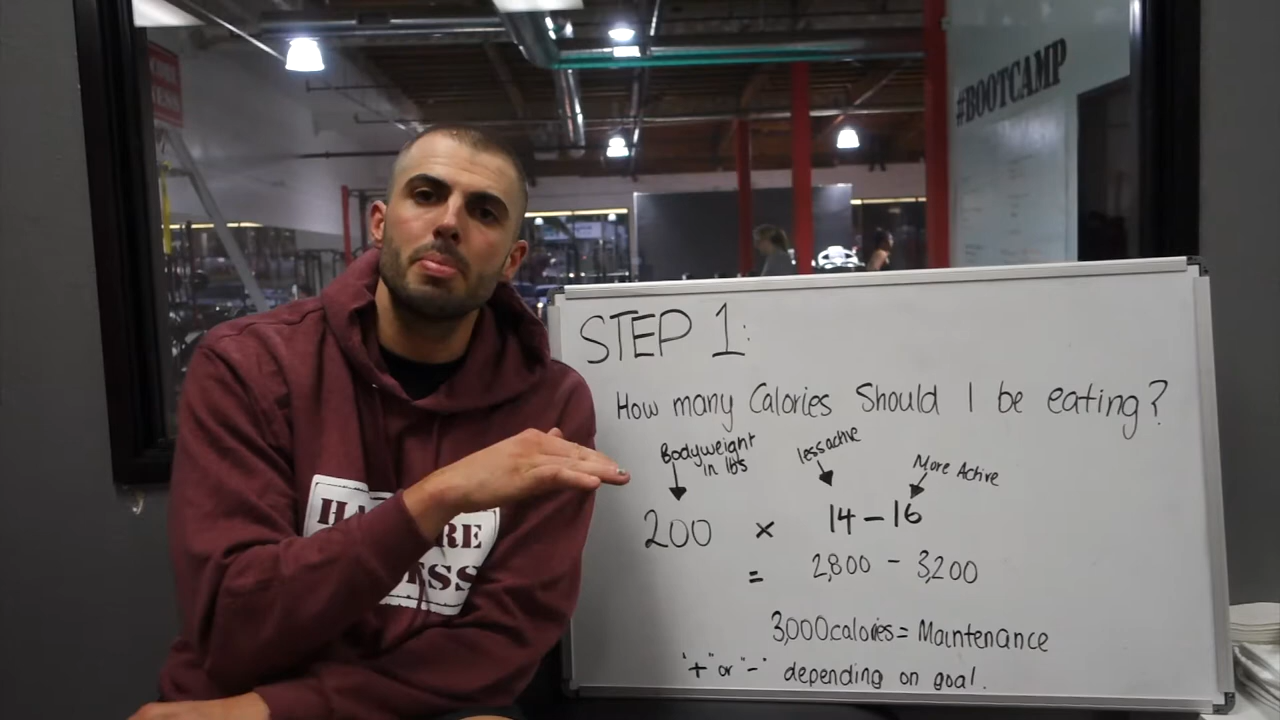 #BOOTCAMP
STEP 1:
How many Calories Should I be eating?
Bodyweight
in lbs
less active
More Active
200 × 14 – 16
= 2,800 - 3,200
3,000 calories = Maintenance
"+" or "-" depending on goal.